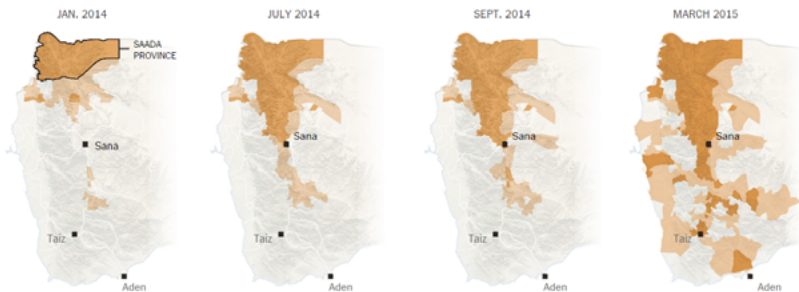 JAN. 2014
JULY 2014
SEPT. 2014
MARCH 2015
SAADA
PROVINCE
Sana
Sana
Sana
Sana
Taiz
Taiz
Taiz
Taiz
Aden
Aden
Aden
Aden